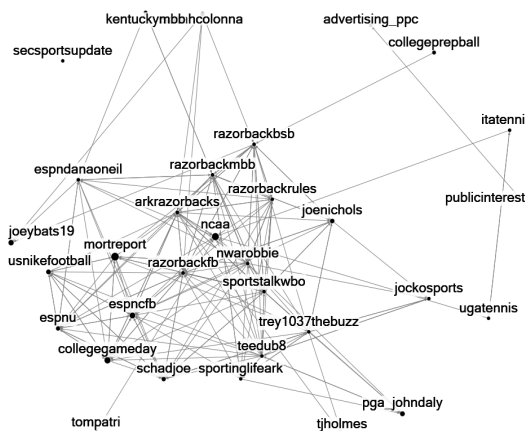 kentuckymbb hcolonna
advertising_ppc
collegeprepball
secsportsupdate
itatenni
razorbackbsb
razorbackmbb
espndanaoneil
razorbackrules
publicinterest
arkrazorbacks
joenichols
ncaa
joeybats19
mortreport
nwarobbie
usnikefootball
razorbackfb
sportstalkwbo
jockosports
espncfb
ugatennis
espnu
trey1037thebuzz
teedub8
collegegameday
schadjoe
sportinglifeark
pga_johndaly
tompatri
tjholmes